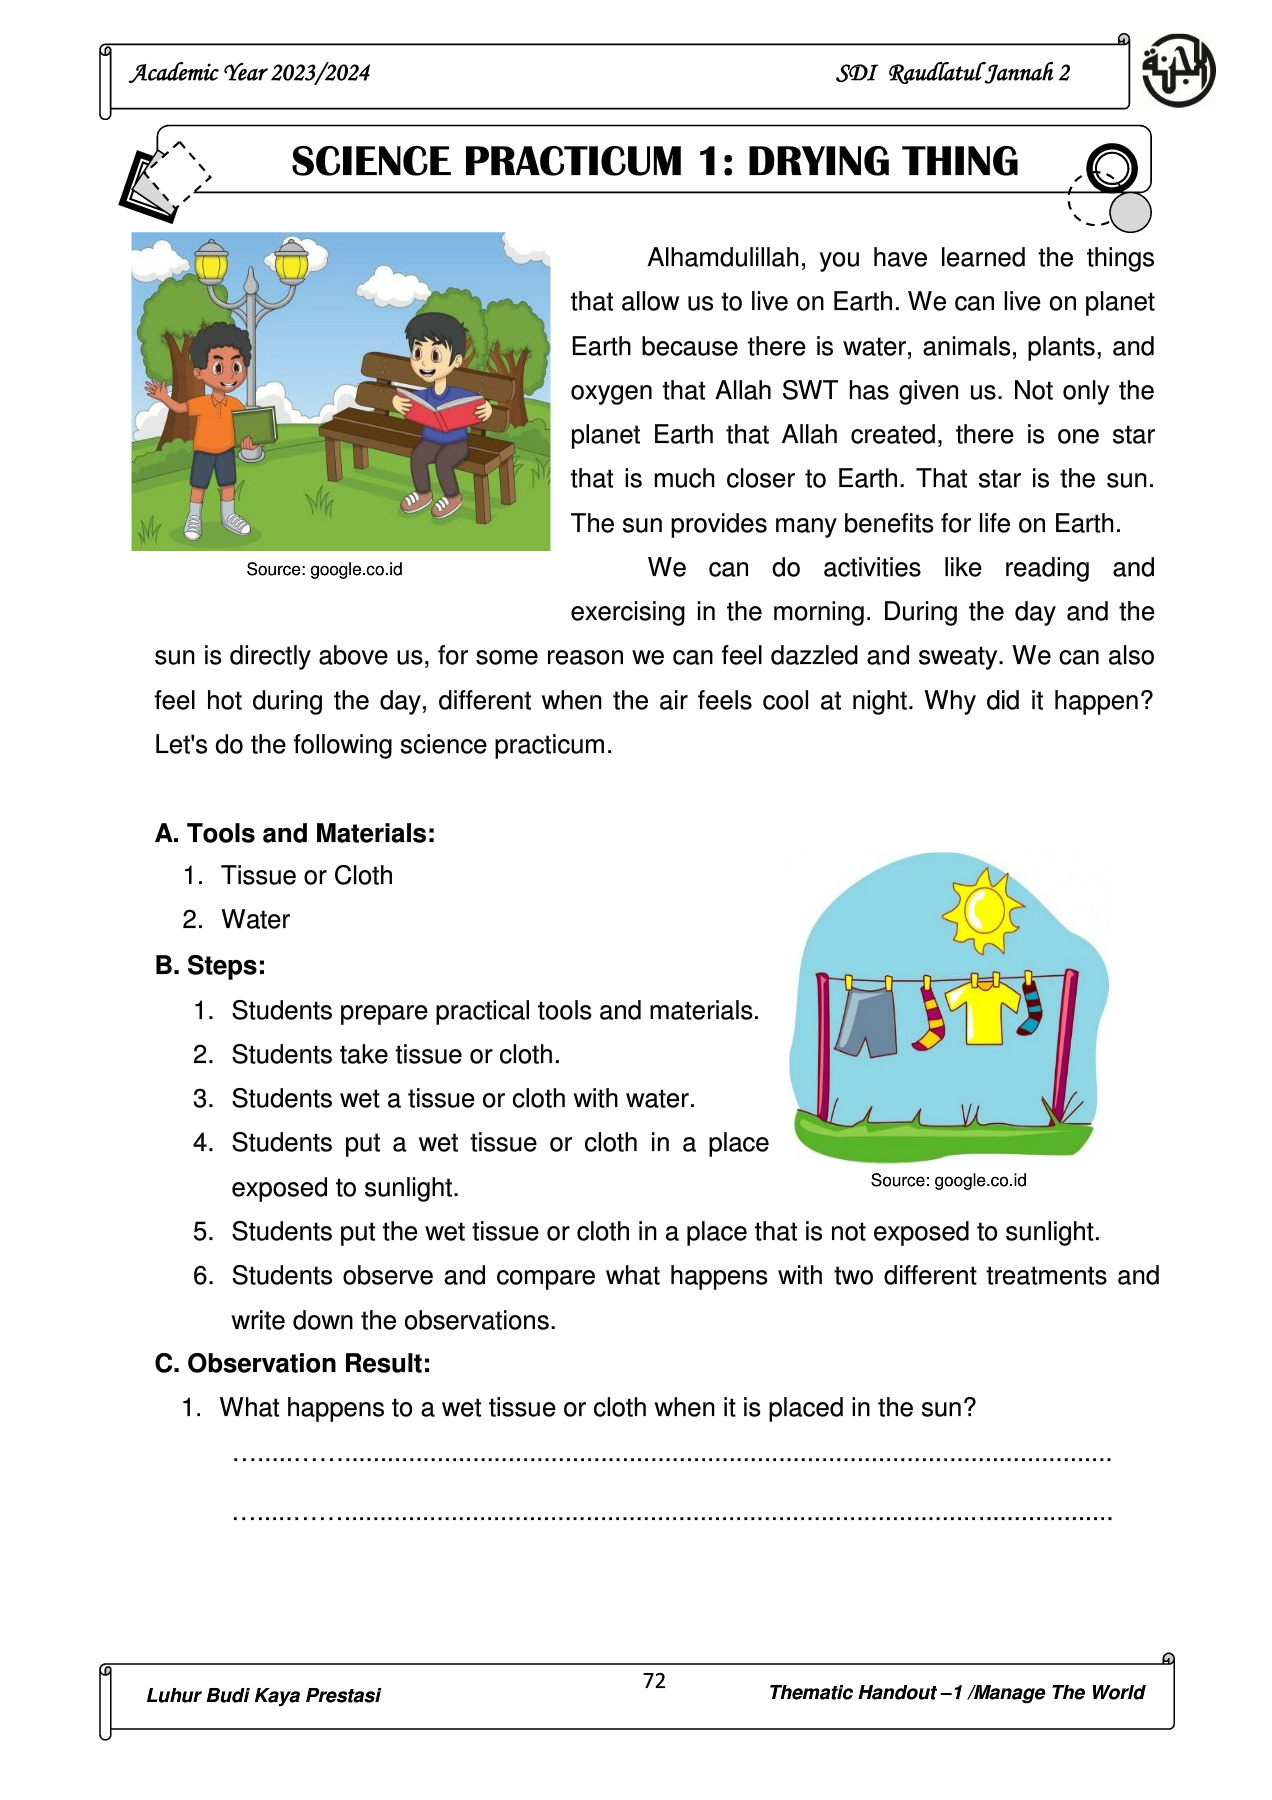 Academic Year 2023/2024
SDI Raudlatul Jannah 2
SCIENCE PRACTICUM 1: DRYING THING
Alhamdulillah, you have learned the things
that allow us to live on Earth. We can live on planet
Earth because there is water, animals, plants, and
oxygen that Allah SWT has given us. Not only the
planet Earth that Allah created, there is one star
that is much closer to Earth. That star is the sun.
The sun provides many benefits for life on Earth.
Source: google.co.id
We can do activities like reading and
exercising in the morning. During the day and the
sun is directly above us, for some reason we can feel dazzled and sweaty. We can also
feel hot during the day, different when the air feels cool at night. Why did it happen?
Let's do the following science practicum.
A. Tools and Materials:
1. Tissue or Cloth
2. Water
B. Steps:
1. Students prepare practical tools and materials.
2. Students take tissue or cloth.
3. Students wet a tissue or cloth with water.
4. Students put a wet tissue or cloth in a place
exposed to sunlight.
Source: google.co.id
5. Students put the wet tissue or cloth in a place that is not exposed to sunlight.
6. Students observe and compare what happens with two different treatments and
write down the observations.
C. Observation Result:
1. What happens to a wet tissue or cloth when it is placed in the sun?
....................................................................................................
....................................................................................................
72
Luhur Budi Kaya Prestasi
Thematic Handout –1 /Manage The World